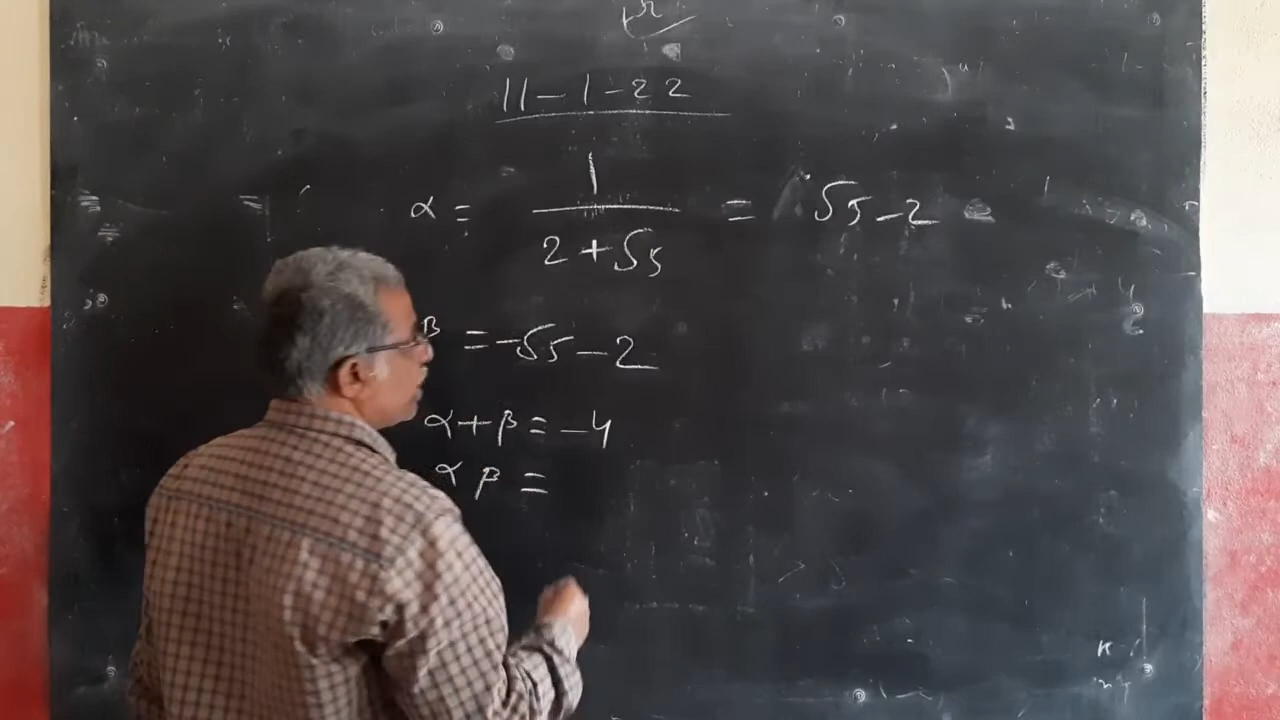 11-1-22
α = 1/(2+√5) = √5-2
β = -√5-2
α+β = -4
αβ =